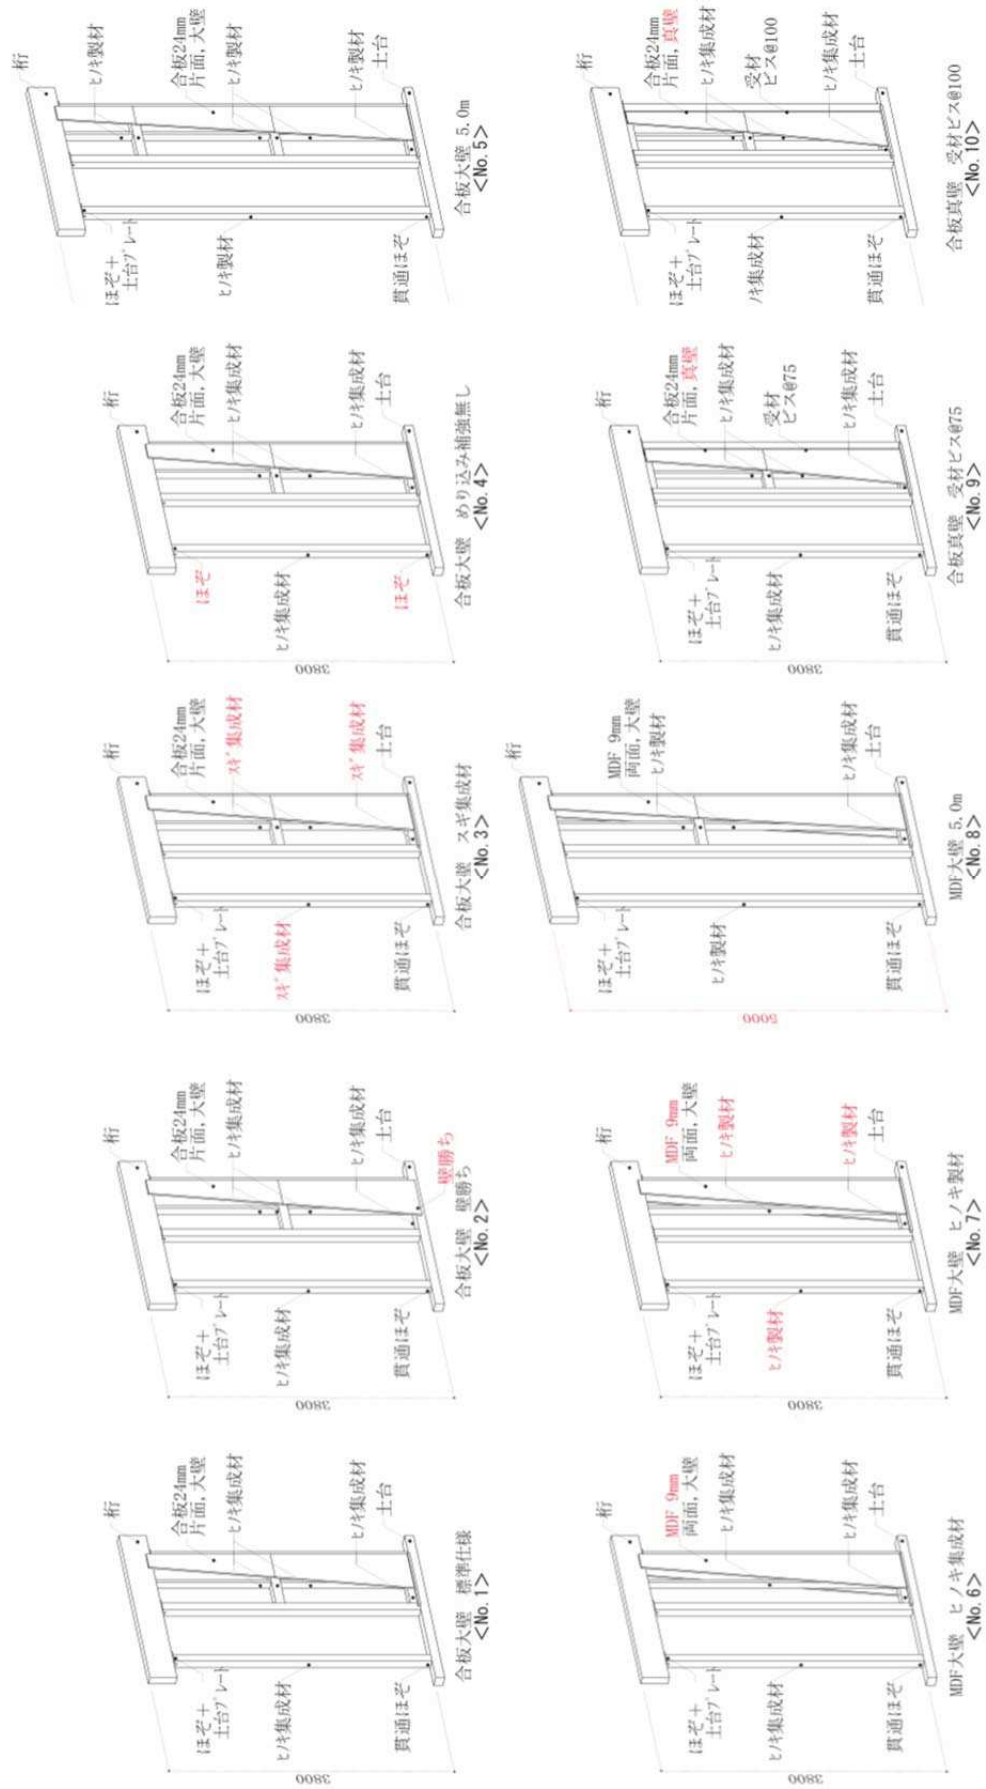 桁
合板24mm
片面,大壁
ヒノキ集成材
ヒノキ集成材
土台
ほぞ+
土台プレート
ヒノキ集成材
貫通ほぞ
3800
合板大壁 標準仕様
<No.1>
桁
合板24mm
片面,大壁
ヒノキ集成材
ヒノキ集成材
土台
壁勝ち
ほぞ+
土台プレート
ヒノキ集成材
貫通ほぞ
3800
合板大壁 壁勝ち
<No.2>
桁
合板24mm
片面,大壁
スギ集成材
スギ集成材
土台
ほぞ+
土台プレート
スギ集成材
貫通ほぞ
3800
合板大壁 スギ集成材
<No.3>
桁
合板24mm
片面,大壁
ヒノキ集成材
ヒノキ集成材
土台
ほぞ
ヒノキ集成材
ほぞ
3800
合板大壁 めり込み補強無し
<No.4>
桁
ヒノキ製材
合板24mm
片面,大壁
ヒノキ製材
ヒノキ製材
土台
ほぞ+
土台プレート
ヒノキ製材
貫通ほぞ
合板大壁 5.0m
<No.5>
桁
MDF 9mm
両面,大壁
ヒノキ集成材
ヒノキ集成材
土台
ほぞ+
土台プレート
ヒノキ集成材
貫通ほぞ
3800
MDF大壁 ヒノキ集成材
<No.6>
桁
MDF 9mm
両面,大壁
ヒノキ製材
ヒノキ製材
土台
ほぞ+
土台プレート
ヒノキ製材
貫通ほぞ
3800
MDF大壁 ヒノキ製材
<No.7>
桁
MDF 9mm
両面,大壁
ヒノキ製材
ヒノキ集成材
土台
ほぞ+
土台プレート
ヒノキ製材
貫通ほぞ
5000
MDF大壁 5.0m
<No.8>
桁
合板24mm
片面,真壁
ヒノキ集成材
受材
ビス@75
ヒノキ集成材
土台
ほぞ+
土台プレート
ヒノキ集成材
貫通ほぞ
3800
合板真壁 受材ビス@75
<No.9>
桁
合板24mm
片面,真壁
ヒノキ集成材
受材
ビス@100
ヒノキ集成材
土台
ほぞ+
土台プレート
ノキ集成材
貫通ほぞ
合板真壁 受材ビス@100
<No.10>